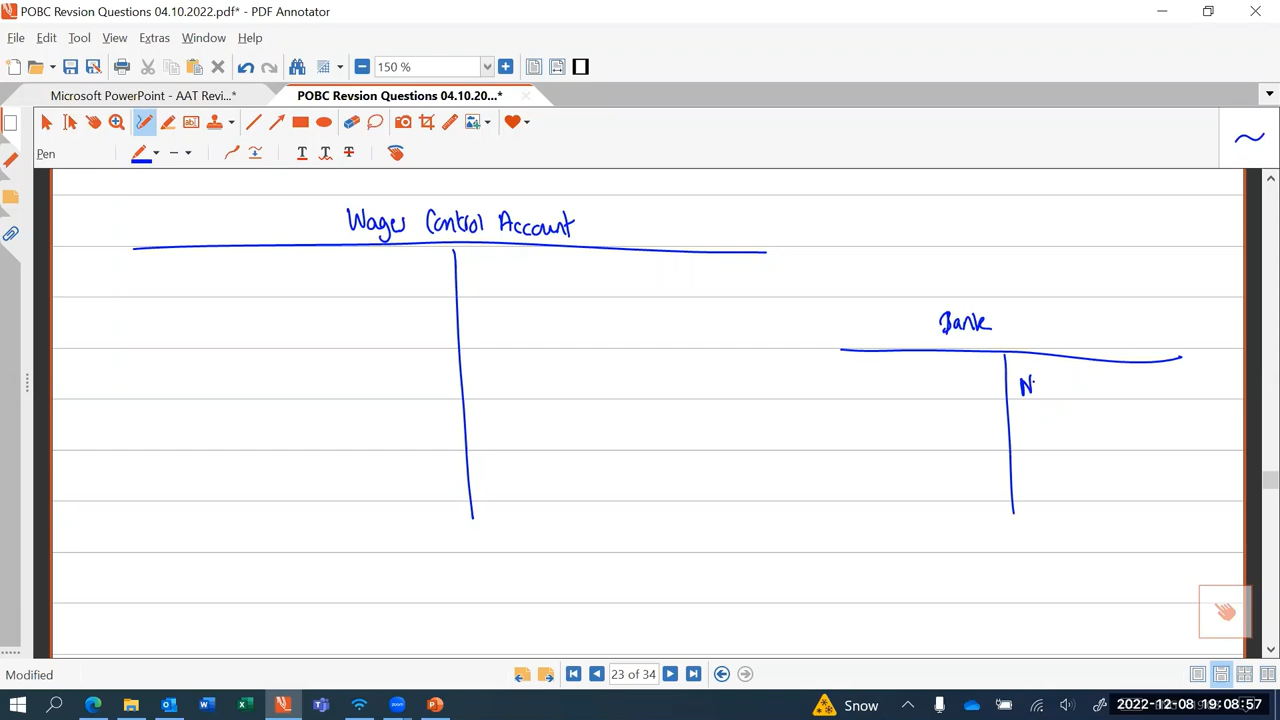 POBC Revsion Questions 04.10.2022.pdf* - PDF Annotator
File Edit Tool View Extras Window Help
150 %
Microsoft PowerPoint - AAT Revi...* POBC Revsion Questions 04.10.20...*
Pen
Wages Control Account
Bank
N
Modified
23 of 34
Snow
2022-12-08 19:08:57